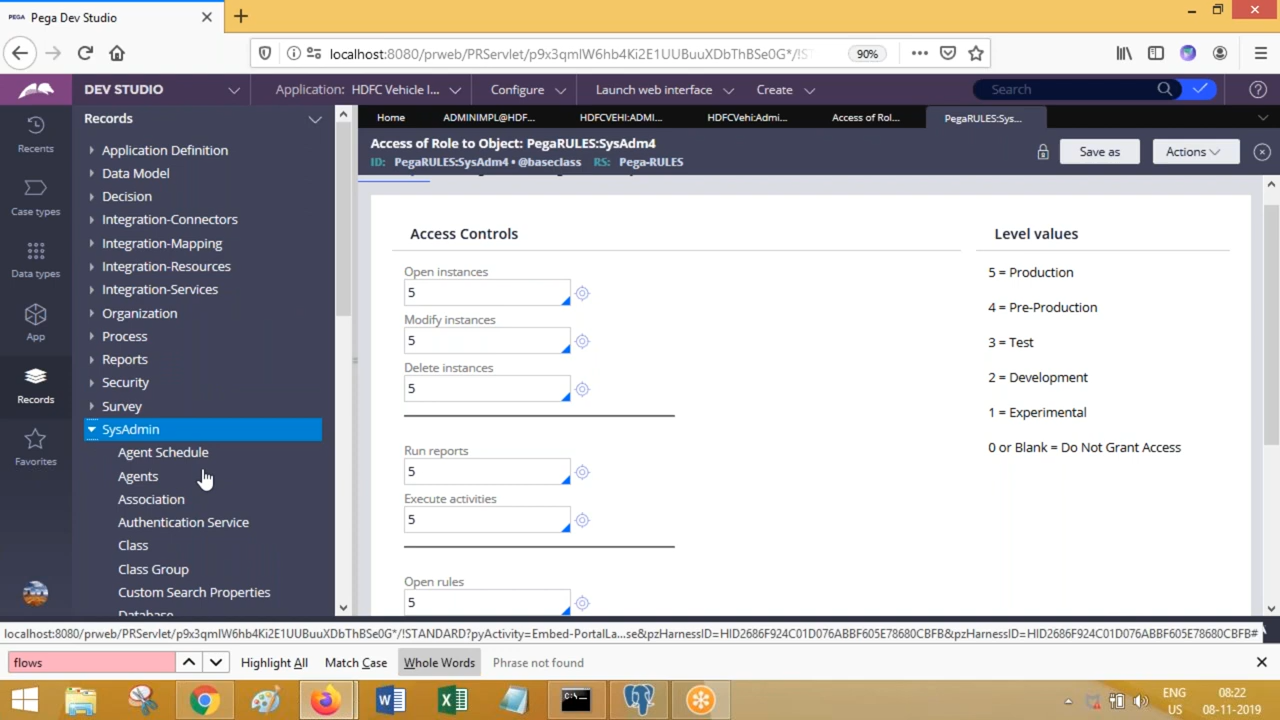 PEGA Pega Dev Studio
localhost:8080/prweb/PRServlet/p9x3qmlW6hb4Ki2E1UUBuuXDbThBSe0G*/!S
90%
DEV STUDIO
Application: HDFC Vehicle I...
Configure
Launch web interface
Create
Search
Recents
Case types
Data types
App
Records
Favorites
Records
Application Definition
Data Model
Decision
Integration-Connectors
Integration-Mapping
Integration-Resources
Integration-Services
Organization
Process
Reports
Security
Survey
SysAdmin
Agent Schedule
Agents
Association
Authentication Service
Class
Class Group
Custom Search Properties
Database
Home
ADMINIMPL@HDF...
HDFCVEHI:ADMI...
HDFCVehi:Admi...
Access of Rol...
PegaRULES:Sys...
Access of Role to Object: PegaRULES:SysAdm4
ID: PegaRULES:SysAdm4 • @baseclass RS: Pega-RULES
Save as
Actions
Access Controls
Open instances
5
Modify instances
5
Delete instances
5
Run reports
5
Execute activities
5
Open rules
5
Level values
5 = Production
4 = Pre-Production
3 = Test
2 = Development
1 = Experimental
0 or Blank = Do Not Grant Access
localhost:8080/prweb/PRServlet/p9x3qmlW6hb4Ki2E1UUBuuXDbThBSe0G*/!STANDARD?pyActivity=Embed-PortalLa...se&pzHarnessID=HID2686F924C01D076ABBF605E78680CBFB&pzHarnessID=HID2686F924C01D076ABBF605E78680CBFB#
flows
Highlight All
Match Case
Whole Words
Phrase not found
ENG
US
08:22
08-11-2019